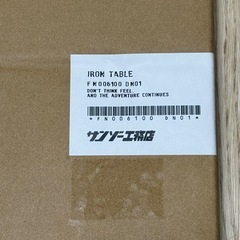 IRON TABLE
FN006100 DN01
DON'T THINK FEEL
AND THE ADVENTURE CONTINUES
*FN006100 DN01*
サンゾー工務店